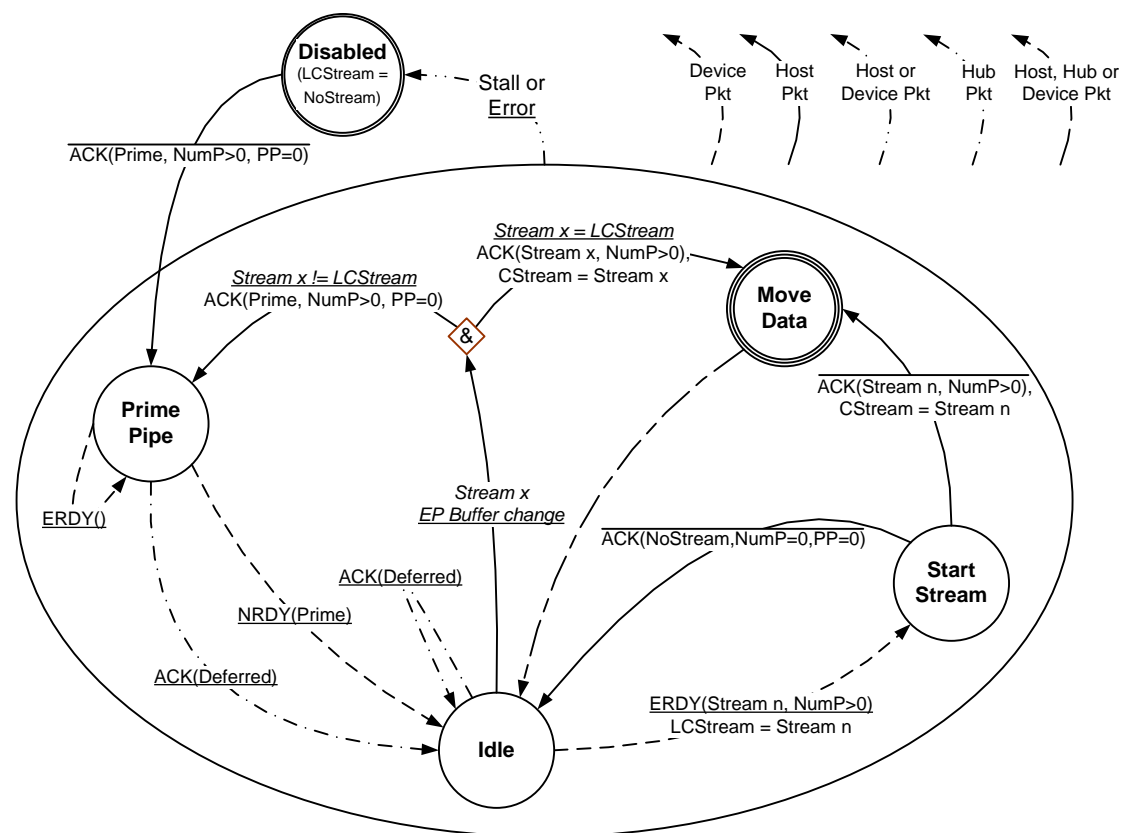 Disabled
(LCStream =
NoStream)
Stall or
Error
Device
Pkt
Host
Pkt
Host or
Device Pkt
Hub
Pkt
Host, Hub or
Device Pkt
ACK(Prime, NumP>0, PP=0)
Stream x != LCStream
ACK(Prime, NumP>0, PP=0)
Stream x = LCStream
ACK(Stream x, NumP>0),
CStream = Stream x
&
Move
Data
ACK(Stream n, NumP>0),
CStream = Stream n
Prime
Pipe
ERDY()
Stream x
EP Buffer change
ACK(NoStream,NumP=0,PP=0)
Start
Stream
ACK(Deferred)
NRDY(Prime)
ACK(Deferred)
ERDY(Stream n, NumP>0)
LCStream = Stream n
Idle